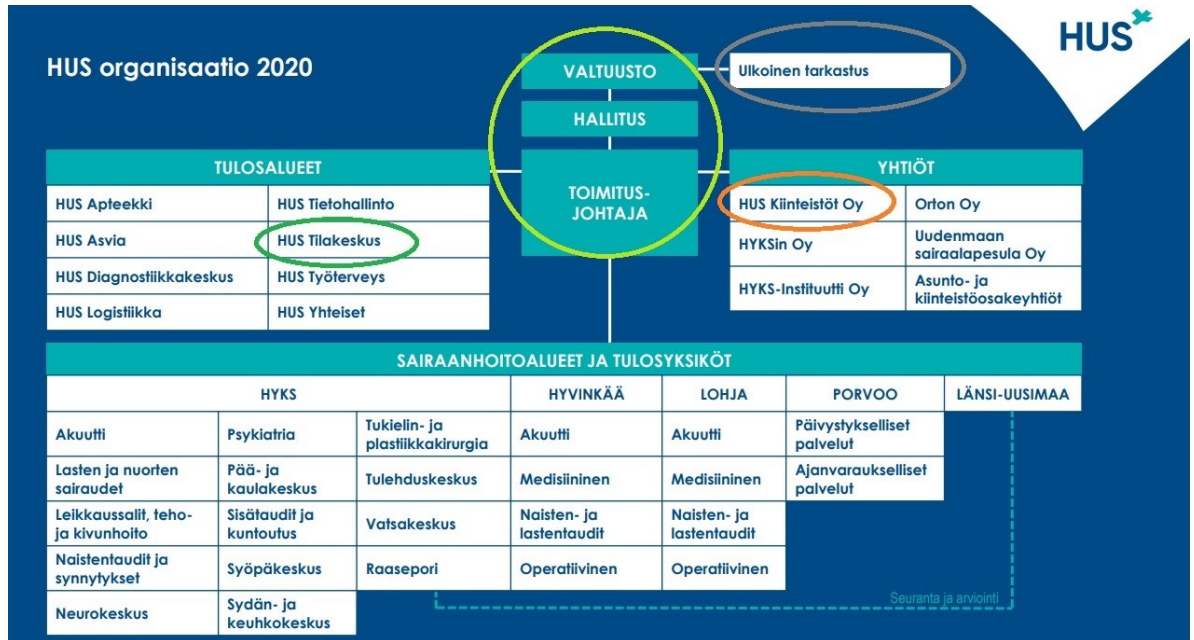 HUS
HUS organisaatio 2020
VALTUUSTO
Ulkoinen tarkastus
HALLITUS
TOIMITUS-
JOHTAJA
TULOSALUEET
HUS Apteekki
HUS Tietohallinto
HUS Asvia
HUS Tilakeskus
HUS Diagnostiikkakeskus
HUS Työterveys
HUS Logistiikka
HUS Yhteiset
YHTIÖT
HUS Kiinteistöt Oy
Orton Oy
HYKSin Oy
Uudenmaan
sairaalapesula Oy
HYKS-Instituutti Oy
Asunto- ja
kiinteistöosakeyhtiöt
SAIRAANHOITOALUEET JA TULOSYKSIKÖT
HYKS
HYVINKÄÄ
LOHJA
PORVOO
LÄNSI-UUSIMAA
Akuutti
Psykiatria
Tukielin- ja
plastiikkakirurgia
Akuutti
Akuutti
Päivystykselliset
palvelut
Lasten ja nuorten
sairaudet
Pää- ja
kaulakeskus
Tulehduskeskus
Medisiininen
Medisiininen
Ajanvaraukselliset
palvelut
Leikkaussalit, teho-
ja kivunhoito
Sisätaudit ja
kuntoutus
Vatsakeskus
Naisten- ja
lastentaudit
Naisten- ja
lastentaudit
Naistentaudit ja
synnytykset
Syöpäkeskus
Raasepori
Operatiivinen
Operatiivinen
Neurokeskus
Sydän- ja
keuhkokeskus
Seuranta ja arviointi